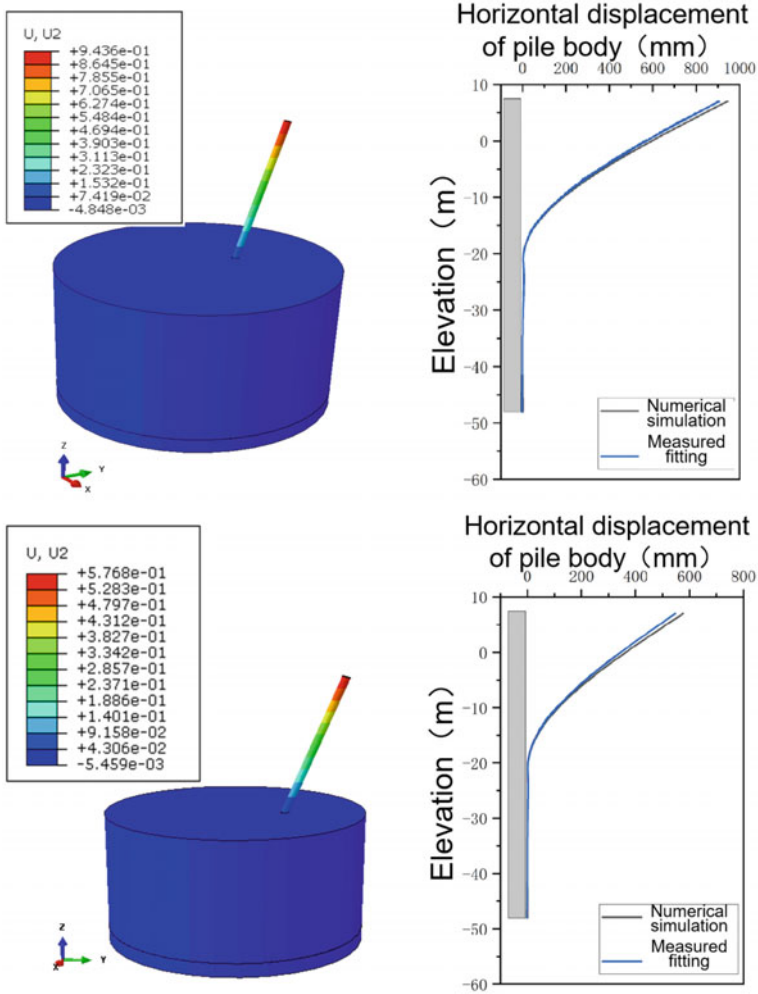 U, U2
+9.436e-01
+8.645e-01
+7.855e-01
+7.065e-01
+6.274e-01
+5.484e-01
+4.694e-01
+3.903e-01
+3.113e-01
+2.323e-01
+1.532e-01
+7.419e-02
-4.848e-03
Z
Y
X
Horizontal displacement
of pile body（mm）
0 200 400 600 800 1000
Elevation（m）
10
0
-10
-20
-30
-40
-50
-60
Numerical
simulation
Measured
fitting
U, U2
+5.768e-01
+5.283e-01
+4.797e-01
+4.312e-01
+3.827e-01
+3.342e-01
+2.857e-01
+2.371e-01
+1.886e-01
+1.401e-01
+9.158e-02
+4.306e-02
-5.459e-03
Z
Y
X
Horizontal displacement
of pile body（mm）
0 200 400 600 800
Elevation（m）
10
0
-10
-20
-30
-40
-50
-60
Numerical
simulation
Measured
fitting